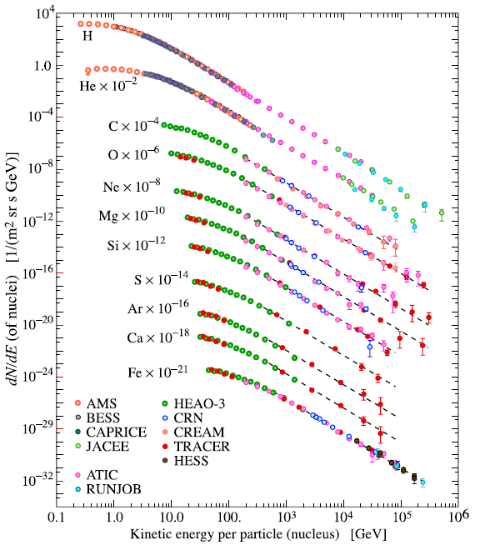 10^4
H
1.0
He × 10^-2
10^-4
C × 10^-4
O × 10^-6
10^-8
Ne × 10^-8
10^-12
Mg × 10^-10
Si × 10^-12
10^-16
S × 10^-14
10^-20
Ar × 10^-16
Ca × 10^-18
10^-24
Fe × 10^-21
AMS HEAO-3
BESS CRN
10^-29
CAPRICE CREAM
JACEE TRACER
HESS
ATIC
10^-32
RUNJOB
dN/dE (of nuclei) [1/(m^2 sr s GeV)]
0.1 1.0 10 100 10^3 10^4 10^5 10^6
Kinetic energy per particle (nucleus) [GeV]